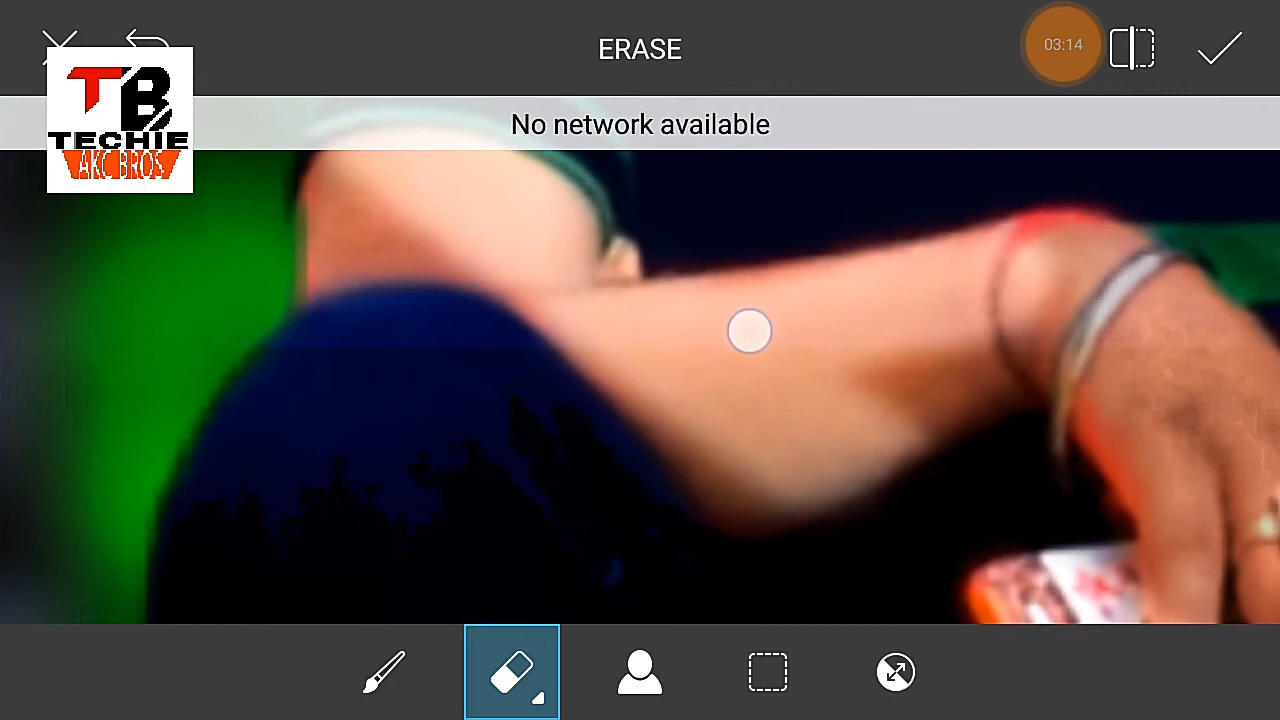 ERASE
03:14
No network available
TB
TECHIE
AKC BROS